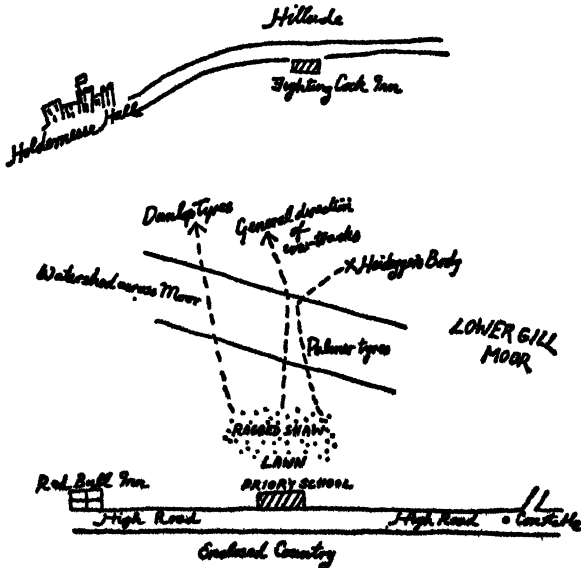 Hillside
Fighting Cock Inn
Holdernesse Hall
Dunlop Tyres
General direction
of
cow-tracks
Heidegger's Body
Watershed across Moor
LOWER GILL
MOOR
Palmer tyres
RAGGED SHAW
LAWN
PRIORY SCHOOL
Red Bull Inn
High Road
High Road
Constable
Enclosed Country